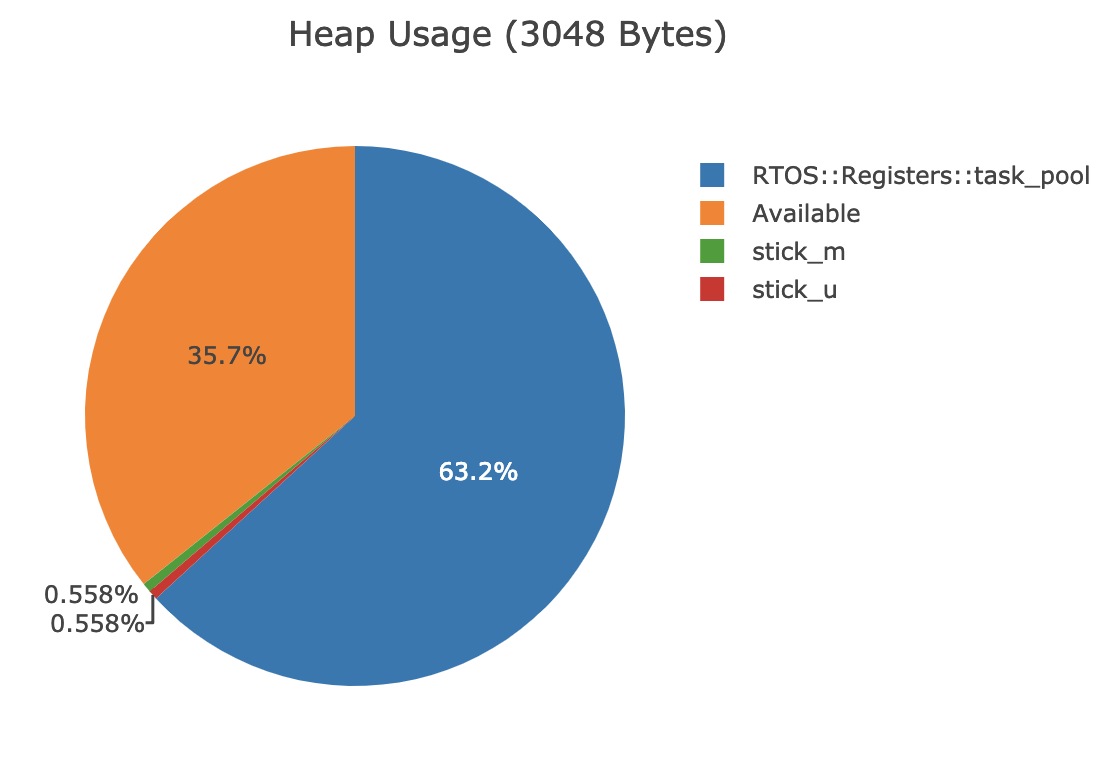 Heap Usage (3048 Bytes)
RTOS::Registers::task_pool
Available
stick_m
stick_u
35.7%
63.2%
0.558%
0.558%